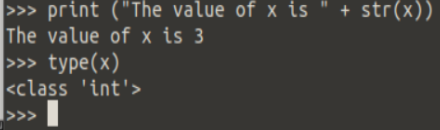 >>> print ("The value of x is " + str(x))
The value of x is 3
>>> type(x)
<class 'int'>
>>>